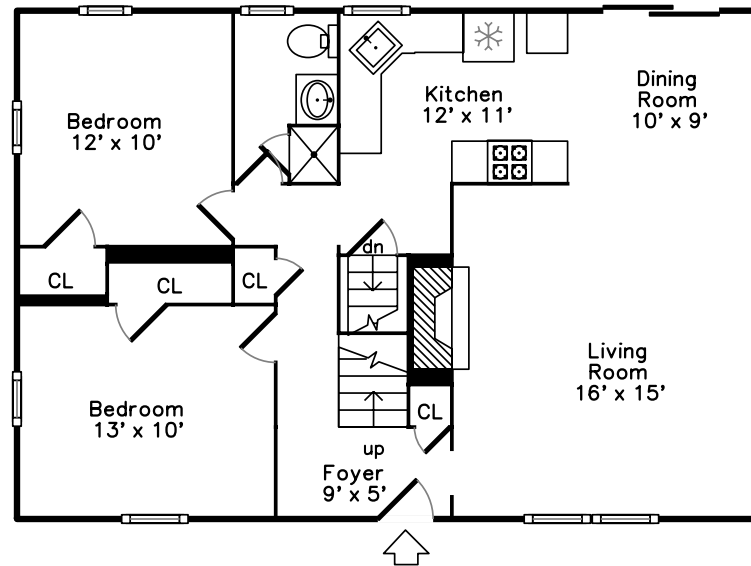 Bedroom
12' x 10'
Kitchen
12' x 11'
Dining
Room
10' x 9'
dn
CL
CL
CL
Living
Room
16' x 15'
Bedroom
13' x 10'
CL
up
Foyer
9' x 5'